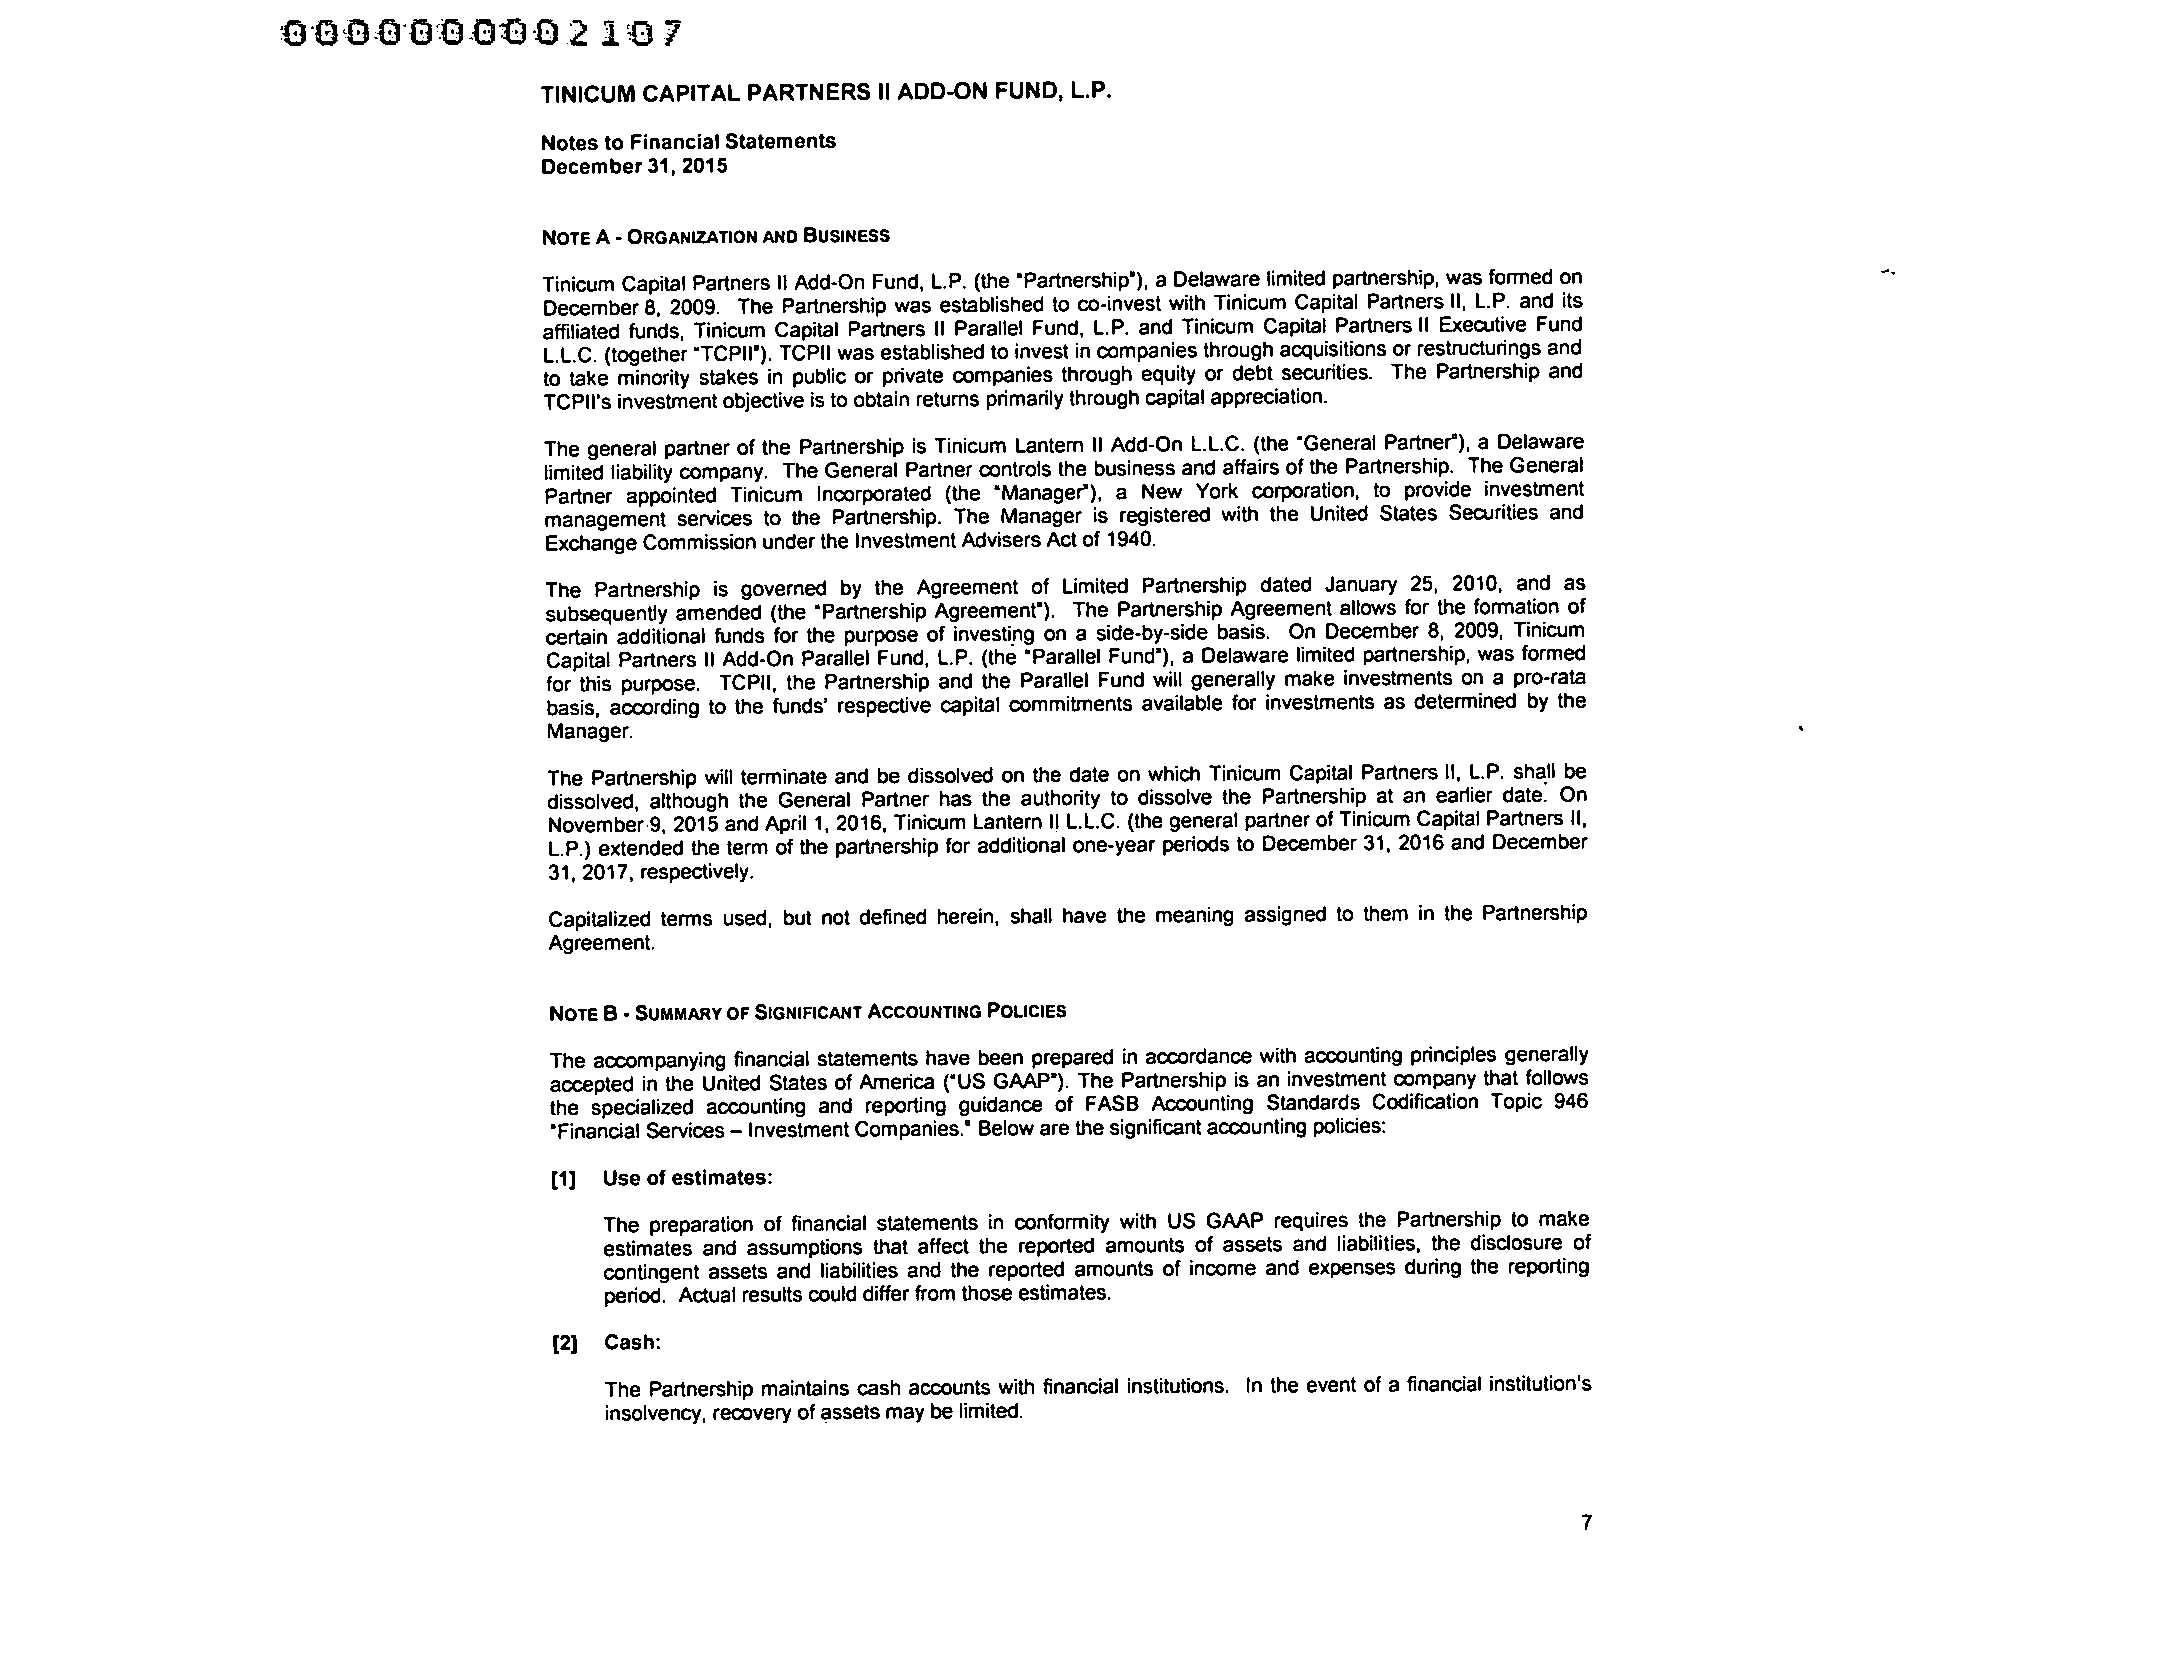 0000000002107
TINICUM CAPITAL PARTNERS II ADD-ON FUND, L.P.
Notes to Financial Statements
December 31, 2015
NOTE A - ORGANIZATION AND BUSINESS
Tinicum Capital Partners II Add-On Fund, L.P. (the "Partnership"), a Delaware limited partnership, was formed on
December 8, 2009. The Partnership was established to co-invest with Tinicum Capital Partners II, L.P. and its
affiliated funds, Tinicum Capital Partners II Parallel Fund, L.P. and Tinicum Capital Partners II Executive Fund
L.L.C. (together "TCPII"). TCPII was established to invest in companies through acquisitions or restructurings and
to take minority stakes in public or private companies through equity or debt securities. The Partnership and
TCPII's investment objective is to obtain returns primarily through capital appreciation.
The general partner of the Partnership is Tinicum Lantern II Add-On L.L.C. (the "General Partner"), a Delaware
limited liability company. The General Partner controls the business and affairs of the Partnership. The General
Partner appointed Tinicum Incorporated (the "Manager"), a New York corporation, to provide investment
management services to the Partnership. The Manager is registered with the United States Securities and
Exchange Commission under the Investment Advisers Act of 1940.
The Partnership is governed by the Agreement of Limited Partnership dated January 25, 2010, and as
subsequently amended (the "Partnership Agreement"). The Partnership Agreement allows for the formation of
certain additional funds for the purpose of investing on a side-by-side basis. On December 8, 2009, Tinicum
Capital Partners II Add-On Parallel Fund, L.P. (the "Parallel Fund"), a Delaware limited partnership, was formed
for this purpose. TCPII, the Partnership and the Parallel Fund will generally make investments on a pro-rata
basis, according to the funds' respective capital commitments available for investments as determined by the
Manager.
The Partnership will terminate and be dissolved on the date on which Tinicum Capital Partners II, L.P. shall be
dissolved, although the General Partner has the authority to dissolve the Partnership at an earlier date. On
November 9, 2015 and April 1, 2016, Tinicum Lantern II L.L.C. (the general partner of Tinicum Capital Partners II,
L.P.) extended the term of the partnership for additional one-year periods to December 31, 2016 and December
31, 2017, respectively.
Capitalized terms used, but not defined herein, shall have the meaning assigned to them in the Partnership
Agreement.
NOTE B - SUMMARY OF SIGNIFICANT ACCOUNTING POLICIES
The accompanying financial statements have been prepared in accordance with accounting principles generally
accepted in the United States of America ("US GAAP"). The Partnership is an investment company that follows
the specialized accounting and reporting guidance of FASB Accounting Standards Codification Topic 946
"Financial Services – Investment Companies." Below are the significant accounting policies:
[1] Use of estimates:
The preparation of financial statements in conformity with US GAAP requires the Partnership to make
estimates and assumptions that affect the reported amounts of assets and liabilities, the disclosure of
contingent assets and liabilities and the reported amounts of income and expenses during the reporting
period. Actual results could differ from those estimates.
[2] Cash:
The Partnership maintains cash accounts with financial institutions. In the event of a financial institution's
insolvency, recovery of assets may be limited.
7